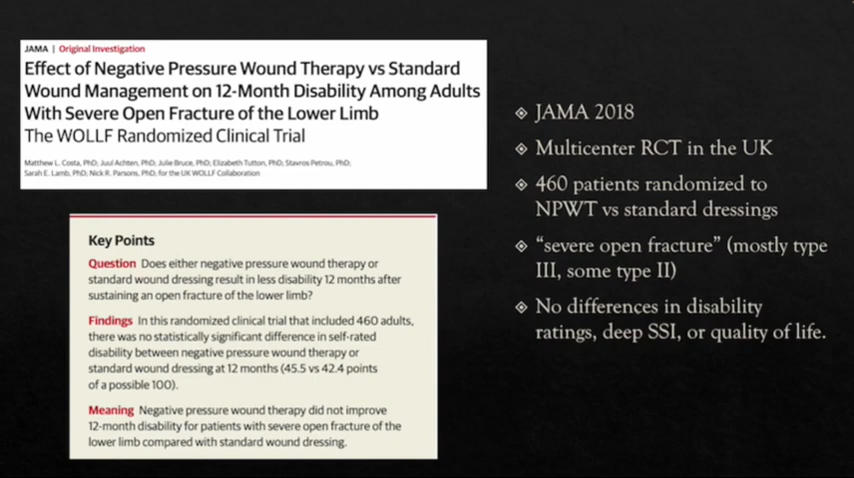 JAMA | Original Investigation
Effect of Negative Pressure Wound Therapy vs Standard
Wound Management on 12-Month Disability Among Adults
With Severe Open Fracture of the Lower Limb
The WOLLF Randomized Clinical Trial
Matthew L. Costa, PhD; Juul Achten, PhD; Julie Bruce, PhD; Elizabeth Tutton, PhD; Stavros Petrou, PhD;
Sarah E. Lamb, PhD; Nick R. Parsons, PhD; for the UK WOLLF Collaboration
Key Points
Question Does either negative pressure wound therapy or
standard wound dressing result in less disability 12 months after
sustaining an open fracture of the lower limb?
Findings In this randomized clinical trial that included 460 adults,
there was no statistically significant difference in self-rated
disability between negative pressure wound therapy or
standard wound dressing at 12 months (45.5 vs 42.4 points
of a possible 100).
Meaning Negative pressure wound therapy did not improve
12-month disability for patients with severe open fracture of the
lower limb compared with standard wound dressing.
JAMA 2018
Multicenter RCT in the UK
460 patients randomized to
NPWT vs standard dressings
“severe open fracture” (mostly type
III, some type II)
No differences in disability
ratings, deep SSI, or quality of life.